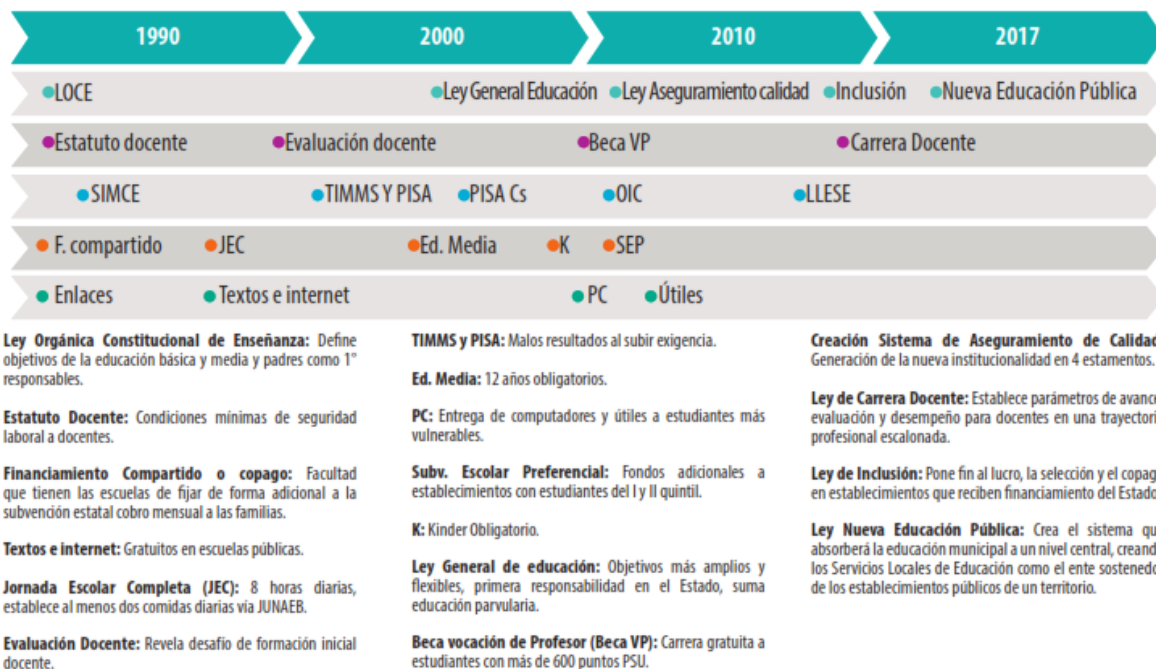 1990 2000 2010 2017
LOCE Ley General Educación Ley Aseguramiento calidad Inclusión Nueva Educación Pública
Estatuto docente Evaluación docente Beca VP Carrera Docente
SIMCE TIMMS Y PISA PISA Cs OIC LLESE
F. compartido JEC Ed. Media K SEP
Enlaces Textos e internet PC Útiles
Ley Orgánica Constitucional de Enseñanza: Define
objetivos de la educación básica y media y padres como 1°
responsables.
Estatuto Docente: Condiciones mínimas de seguridad
laboral a docentes.
Financiamiento Compartido o copago: Facultad
que tienen las escuelas de fijar de forma adicional a la
subvención estatal cobro mensual a las familias.
Textos e internet: Gratuitos en escuelas públicas.
Jornada Escolar Completa (JEC): 8 horas diarias,
establece al menos dos comidas diarias vía JUNAEB.
Evaluación Docente: Revela desafío de formación inicial
docente.
TIMMS y PISA: Malos resultados al subir exigencia.
Ed. Media: 12 años obligatorios.
PC: Entrega de computadores y útiles a estudiantes más
vulnerables.
Subv. Escolar Preferencial: Fondos adicionales a
establecimientos con estudiantes del I y II quintil.
K: Kinder Obligatorio.
Ley General de educación: Objetivos más amplios y
flexibles, primera responsabilidad en el Estado, suma
educación parvularia.
Beca vocación de Profesor (Beca VP): Carrera gratuita a
estudiantes con más de 600 puntos PSU.
Creación Sistema de Aseguramiento de Calidad
Generación de la nueva institucionalidad en 4 estamentos.
Ley de Carrera Docente: Establece parámetros de avance
evaluación y desempeño para docentes en una trayectori
profesional escalonada.
Ley de Inclusión: Pone fin al lucro, la selección y el copag
en establecimientos que reciben financiamiento del Estado
Ley Nueva Educación Pública: Crea el sistema qu
absorberá la educación municipal a un nivel central, creand
los Servicios Locales de Educación como el ente sostenedo
de los establecimientos públicos de un territorio.